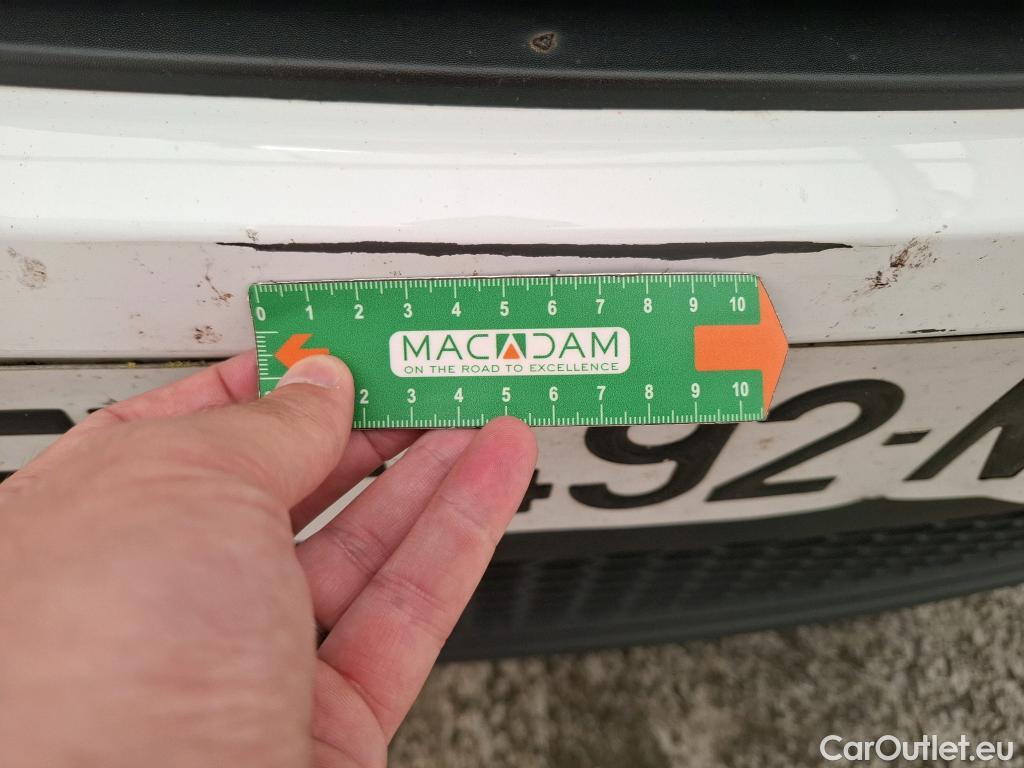 0 1 2 3 4 5 6 7 8 9 10
MACADAM
ON THE ROAD TO EXCELLENCE
2 3 4 5 6 7 8 9 10
492-
CarOutlet.eu